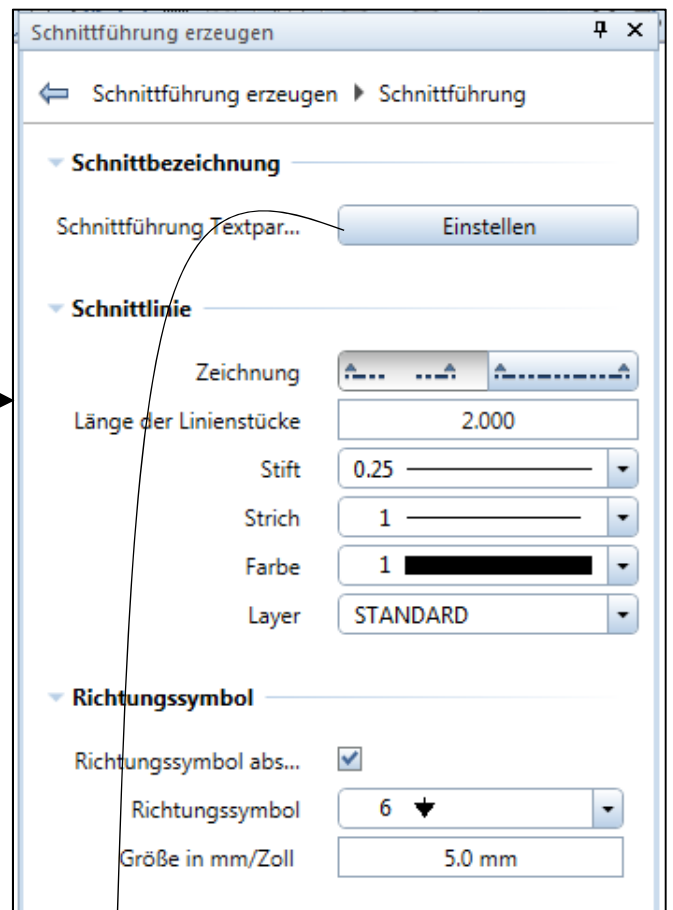 Schnittführung erzeugen
Schnittführung erzeugen Schnittführung
Schnittbezeichnung
Schnittführung Textpar... Einstellen
Schnittlinie
Zeichnung
Länge der Linienstücke 2.000
Stift 0.25
Strich 1
Farbe 1
Layer STANDARD
Richtungssymbol
Richtungssymbol abs...
Richtungssymbol 6
Größe in mm/Zoll 5.0 mm